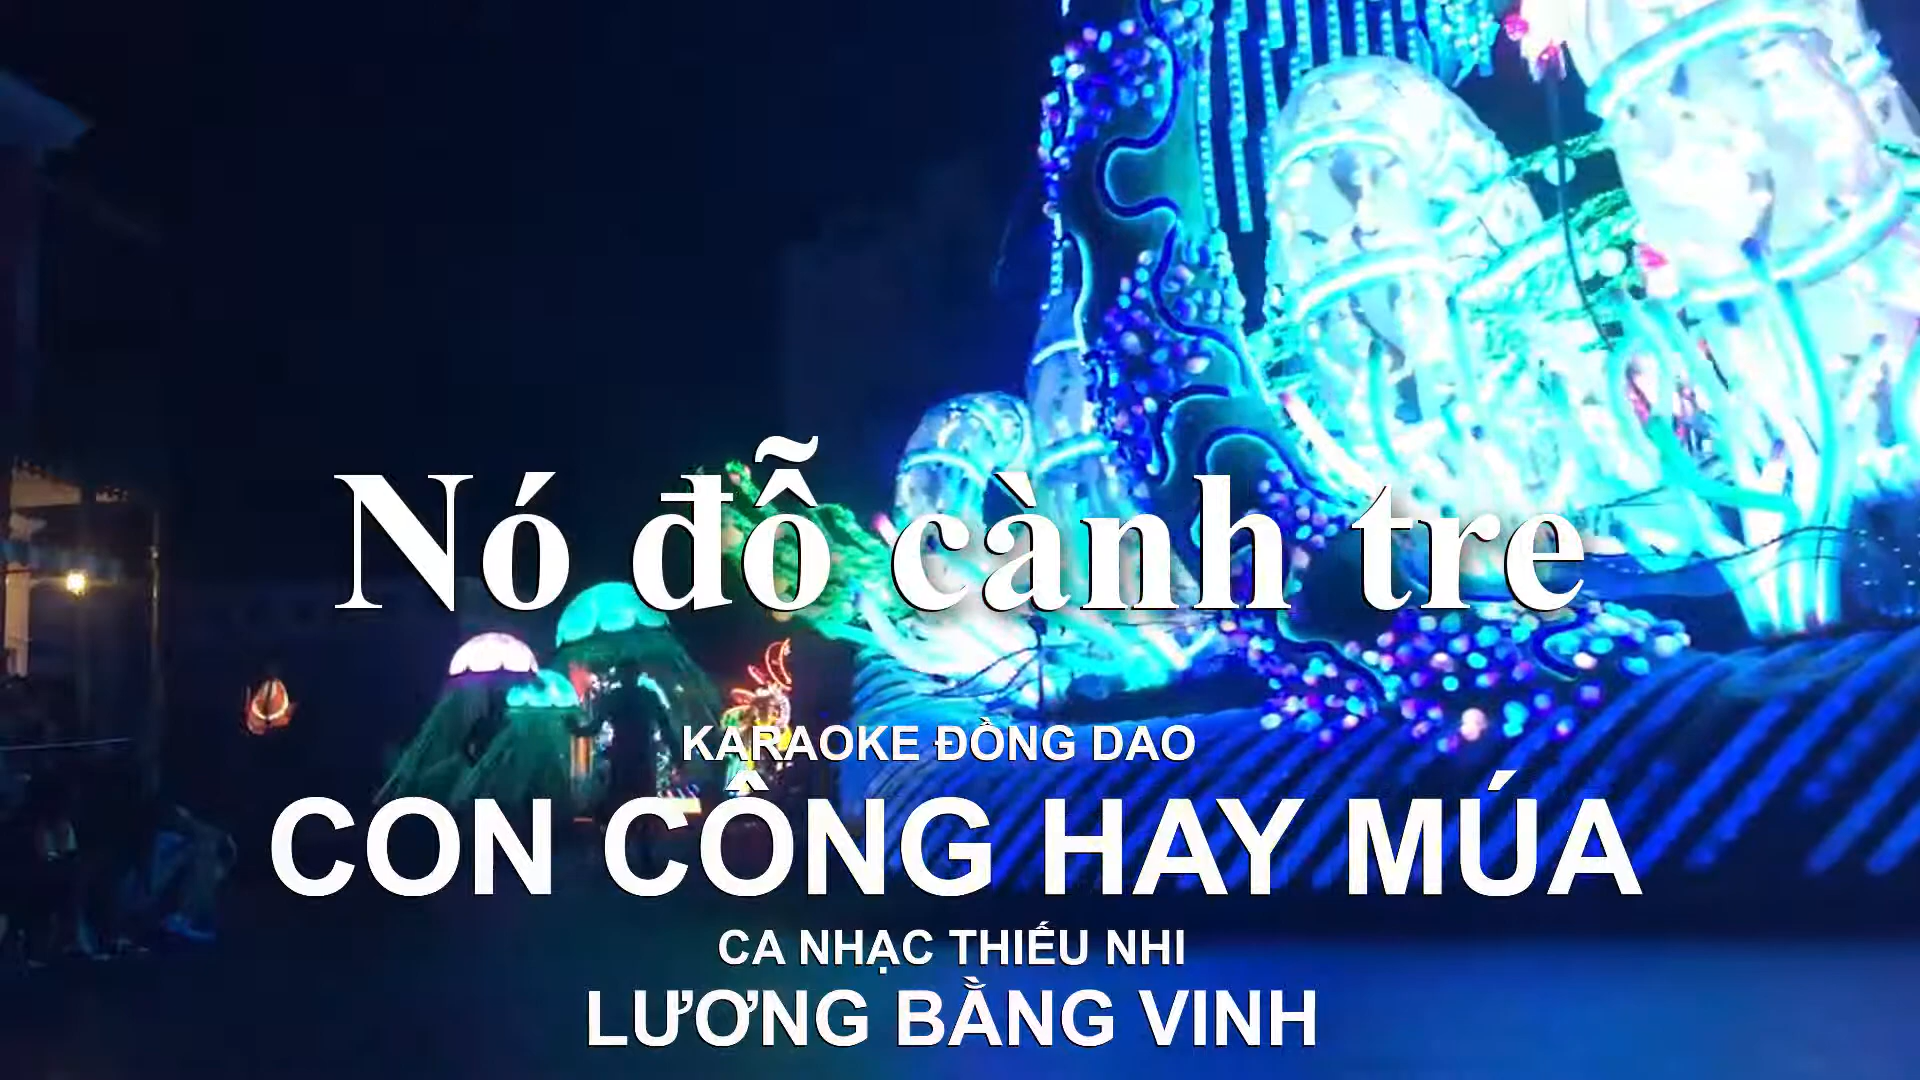 Nó đỗ cành tre
KARAOKE ĐỒNG DAO
CON CÔNG HAY MÚA
CA NHẠC THIẾU NHI
LƯƠNG BẰNG VINH